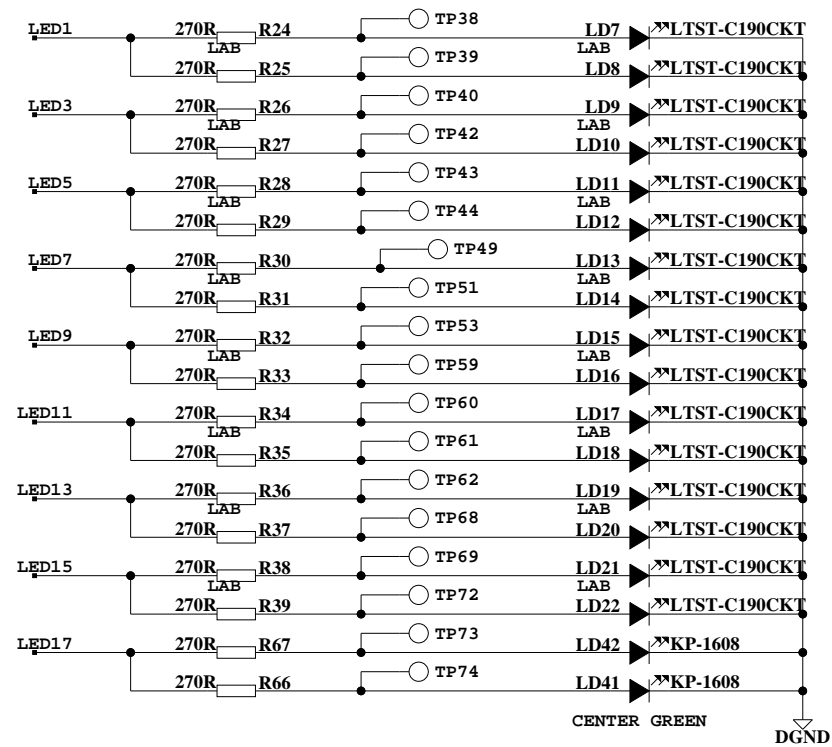 LED1 270R R24 TP38 LD7 LTST-C190CKT
LAB LAB
270R R25 TP39 LD8 LTST-C190CKT
LED3 270R R26 TP40 LD9 LTST-C190CKT
LAB LAB
270R R27 TP42 LD10 LTST-C190CKT
LED5 270R R28 TP43 LD11 LTST-C190CKT
LAB LAB
270R R29 TP44 LD12 LTST-C190CKT
LED7 270R R30 TP49 LD13 LTST-C190CKT
LAB LAB
270R R31 TP51 LD14 LTST-C190CKT
LED9 270R R32 TP53 LD15 LTST-C190CKT
LAB LAB
270R R33 TP59 LD16 LTST-C190CKT
LED11 270R R34 TP60 LD17 LTST-C190CKT
LAB LAB
270R R35 TP61 LD18 LTST-C190CKT
LED13 270R R36 TP62 LD19 LTST-C190CKT
LAB LAB
270R R37 TP68 LD20 LTST-C190CKT
LED15 270R R38 TP69 LD21 LTST-C190CKT
LAB LAB
270R R39 TP72 LD22 LTST-C190CKT
LED17 270R R67 TP73 LD42 KP-1608
270R R66 TP74 LD41 KP-1608
CENTER GREEN
DGND